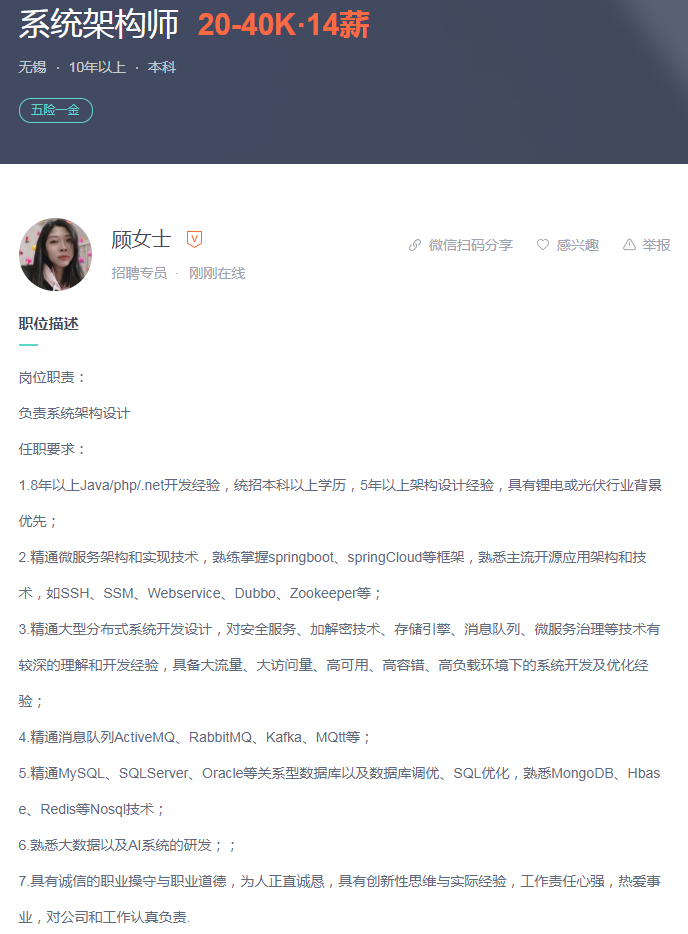 系统架构师 20-40K·14薪
无锡 · 10年以上 · 本科
五险一金
顾女士 V
微信扫码分享 感兴趣 举报
招聘专员 · 刚刚在线
职位描述
岗位职责：
负责系统架构设计
任职要求：
1.8年以上Java/php/.net开发经验，统招本科以上学历，5年以上架构设计经验，具有锂电或光伏行业背景
优先；
2.精通微服务架构和实现技术，熟练掌握springboot、springCloud等框架，熟悉主流开源应用架构和技
术，如SSH、SSM、Webservice、Dubbo、Zookeeper等；
3.精通大型分布式系统开发设计，对安全服务、加解密技术、存储引擎、消息队列、微服务治理等技术有
较深的理解和开发经验，具备大流量、大访问量、高可用、高容错、高负载环境下的系统开发及优化经
验；
4.精通消息队列ActiveMQ、RabbitMQ、Kafka、MQtt等；
5.精通MySQL、SQLServer、Oracle等关系型数据库以及数据库调优、SQL优化，熟悉MongoDB、Hbas
e、Redis等Nosql技术；
6.熟悉大数据以及AI系统的研发；；
7.具有诚信的职业操守与职业道德，为人正直诚恳，具有创新性思维与实际经验，工作责任心强，热爱事
业，对公司和工作认真负责.